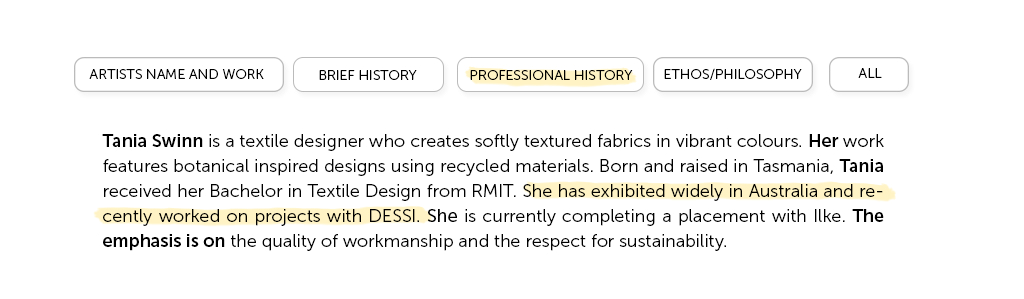 ARTISTS NAME AND WORK BRIEF HISTORY PROFESSIONAL HISTORY ETHOS/PHILOSOPHY ALL
Tania Swinn is a textile designer who creates softly textured fabrics in vibrant colours. Her work
features botanical inspired designs using recycled materials. Born and raised in Tasmania, Tania
received her Bachelor in Textile Design from RMIT. She has exhibited widely in Australia and re-
cently worked on projects with DESSI. She is currently completing a placement with Ilke. The
emphasis is on the quality of workmanship and the respect for sustainability.